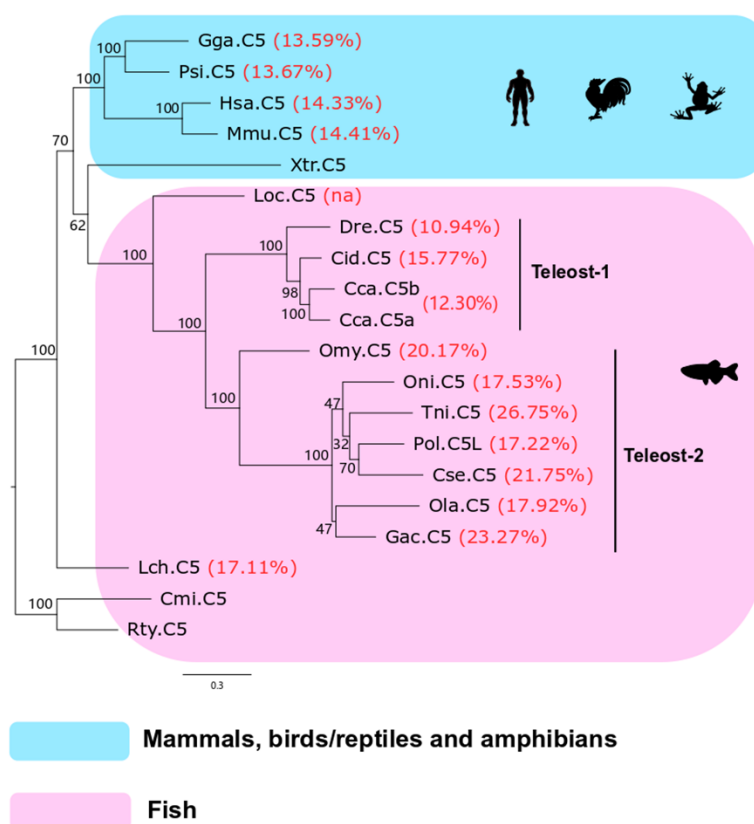 100
Gga.C5 (13.59%)
100
Psi.C5 (13.67%)
100
Hsa.C5 (14.33%)
Mmu.C5 (14.41%)
70
Xtr.C5
62
Loc.C5 (na)
100
Dre.C5 (10.94%)
100
Cid.C5 (15.77%)
98
Cca.C5b
(12.30%)
100
Cca.C5a
Teleost-1
100
Omy.C5 (20.17%)
100
Oni.C5 (17.53%)
47
Tni.C5 (26.75%)
32
Pol.C5L (17.22%)
70
Cse.C5 (21.75%)
100
Ola.C5 (17.92%)
47
Gac.C5 (23.27%)
Teleost-2
100
Lch.C5 (17.11%)
Cmi.C5
100
Rty.C5
0.3
Mammals, birds/reptiles and amphibians
Fish